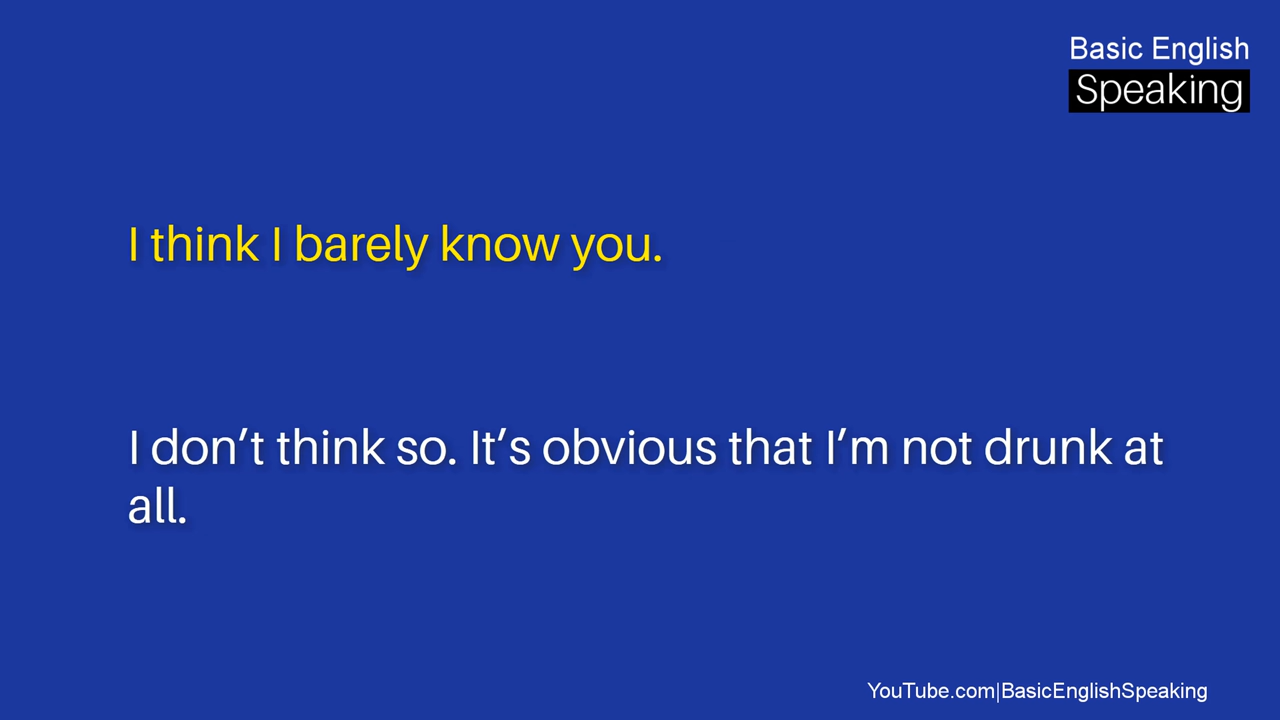 Basic English
Speaking
I think I barely know you.
I don’t think so. It’s obvious that I’m not drunk at
all.
YouTube.com|BasicEnglishSpeaking